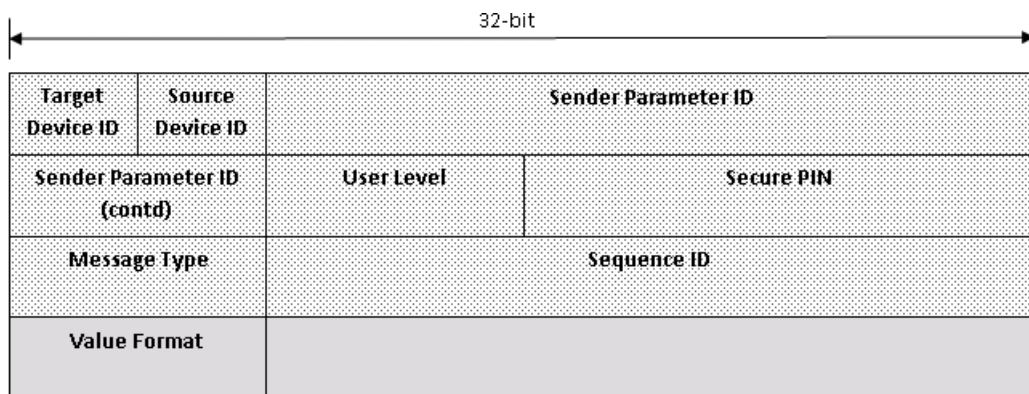 32-bit
Target
Device ID
Source
Device ID
Sender Parameter ID
Sender Parameter ID
(contd)
User Level
Secure PIN
Message Type
Sequence ID
Value Format